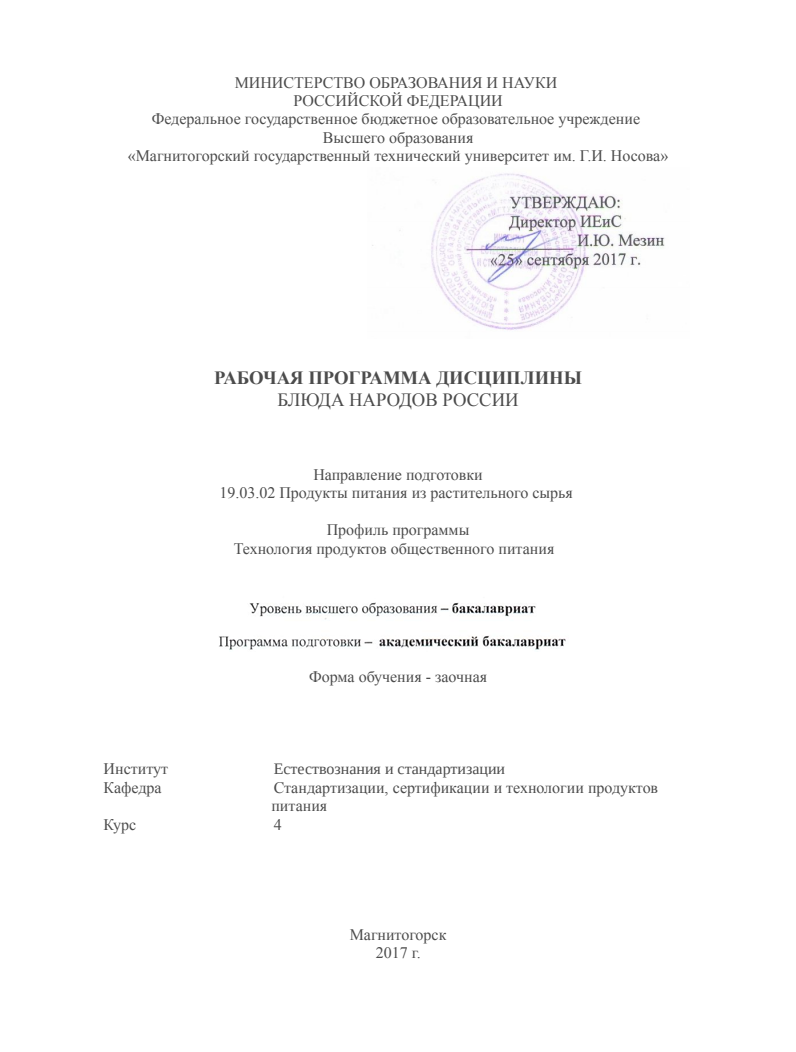 МИНИСТЕРСТВО ОБРАЗОВАНИЯ И НАУКИ
РОССИЙСКОЙ ФЕДЕРАЦИИ
Федеральное государственное бюджетное образовательное учреждение
Высшего образования
«Магнитогорский государственный технический университет им. Г.И. Носова»
УТВЕРЖДАЮ:
Директор ИЕиС
И.Ю. Мезин
«25» сентября 2017 г.
РАБОЧАЯ ПРОГРАММА ДИСЦИПЛИНЫ
БЛЮДА НАРОДОВ РОССИИ
Направление подготовки
19.03.02 Продукты питания из растительного сырья
Профиль программы
Технология продуктов общественного питания
Уровень высшего образования – бакалавриат
Программа подготовки – академический бакалавриат
Форма обучения - заочная
Институт Естествознания и стандартизации
Кафедра Стандартизации, сертификации и технологии продуктов
питания
Курс 4
Магнитогорск
2017 г.